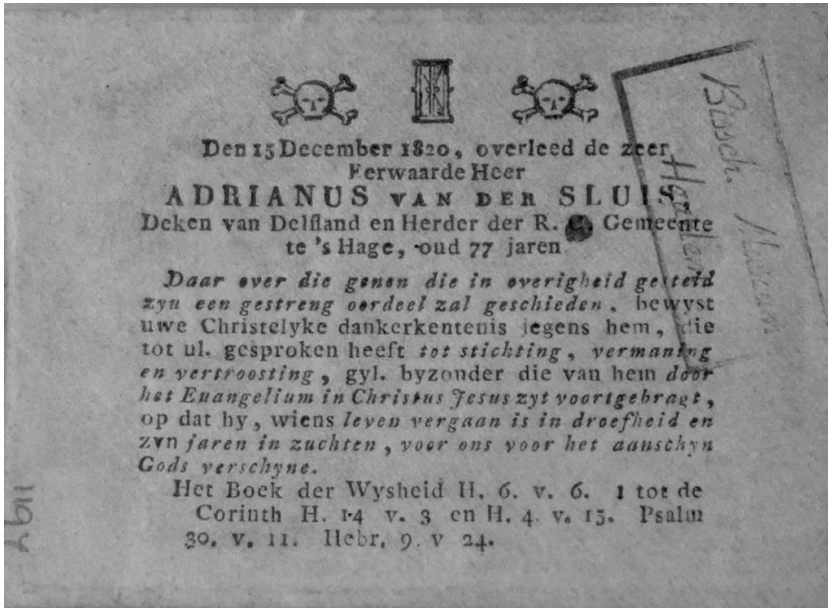 Den 15 December 1820, overleed de zeer
Eerwaarde Heer
ADRIANUS VAN DER SLUIS,
Deken van Delfland en Herder der R. C. Gemeente
te 's Hage, oud 77 jaren
Daar over die genen die in overigheid gesteld
zyn een gestreng oordeel zal geschieden, bewyst
uwe Christelyke dankerkentenis jegens hem, die
tot ul. gesproken heeft tot stichting, vermaning
en vertroosting, gyl. byzonder die van hem door
het Euangelium in Christus Jesus zyt voortgebragt,
op dat hy, wiens leven vergaan is in droefheid en
zyn jaren in zuchten, voor ons voor het aanschyn
Gods verschyne.
Het Boek der Wysheid H. 6. v. 6. 1 tot de
Corinth H. 14 v. 3 en H. 4. v. 15. Psalm
30. v. 11. Hebr. 9. v 24.
Bissch. Museum
Haarlem